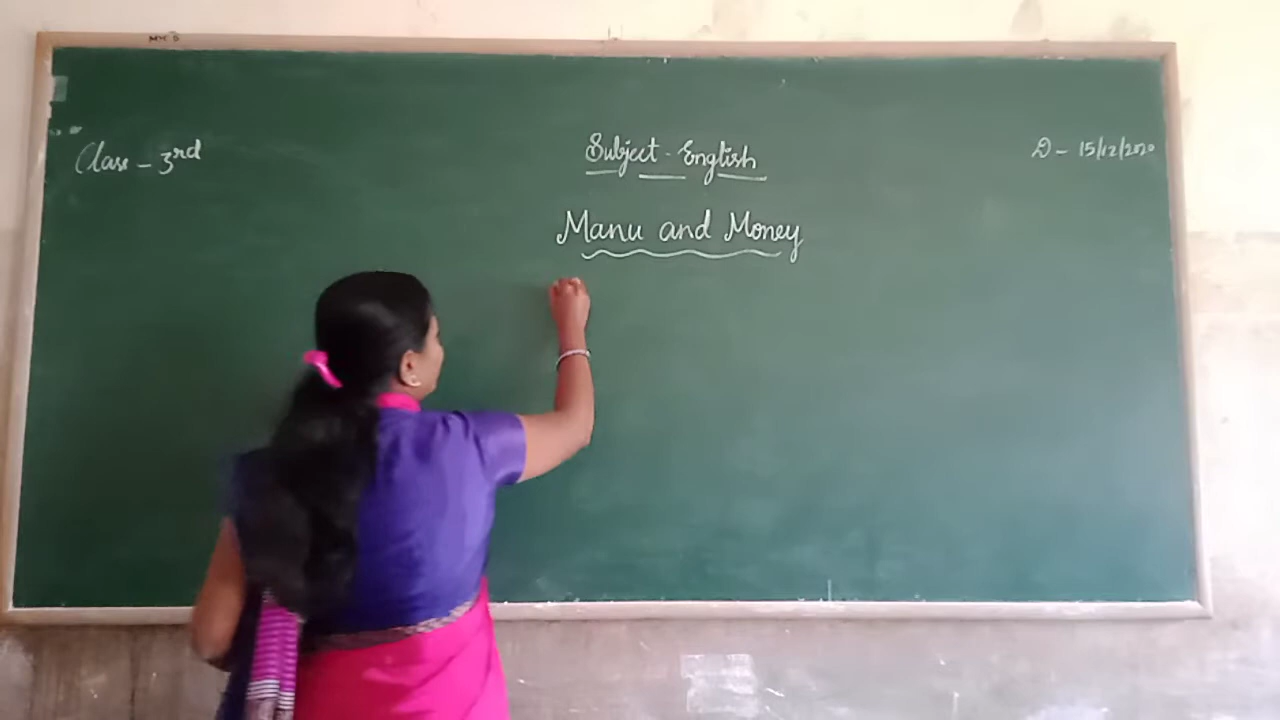 Class - 3rd
Subject - English
D - 15/12/2020
Manu and Money